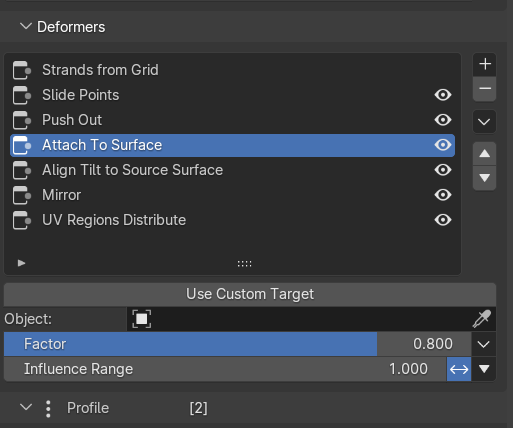 Deformers
Strands from Grid
Slide Points
Push Out
Attach To Surface
Align Tilt to Source Surface
Mirror
UV Regions Distribute
Use Custom Target
Object:
Factor 0.800
Influence Range 1.000
Profile [2]